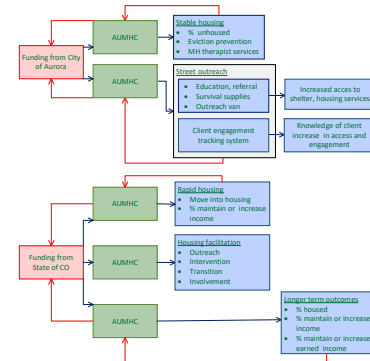 AUMHC
Stable housing
• % unhoused
• Eviction prevention
• MH therapist services
Funding from City
of Aurora
AUMHC
Street outreach
• Education, referral
• Survival supplies
• Outreach van
Increased acces to
shelter, housing services
Client engagement
tracking system
Knowledge of client
increase in access and
engagement
AUMHC
Rapid housing
• Move into housing
• % maintain or increase
income
Funding from
State of CO
AUMHC
Housing facilitation
• Outreach
• Intervention
• Transition
• Involvement
AUMHC
Longer term outcomes
• % housed
• % maintain or increase
income
• % maintain or increase
earned income